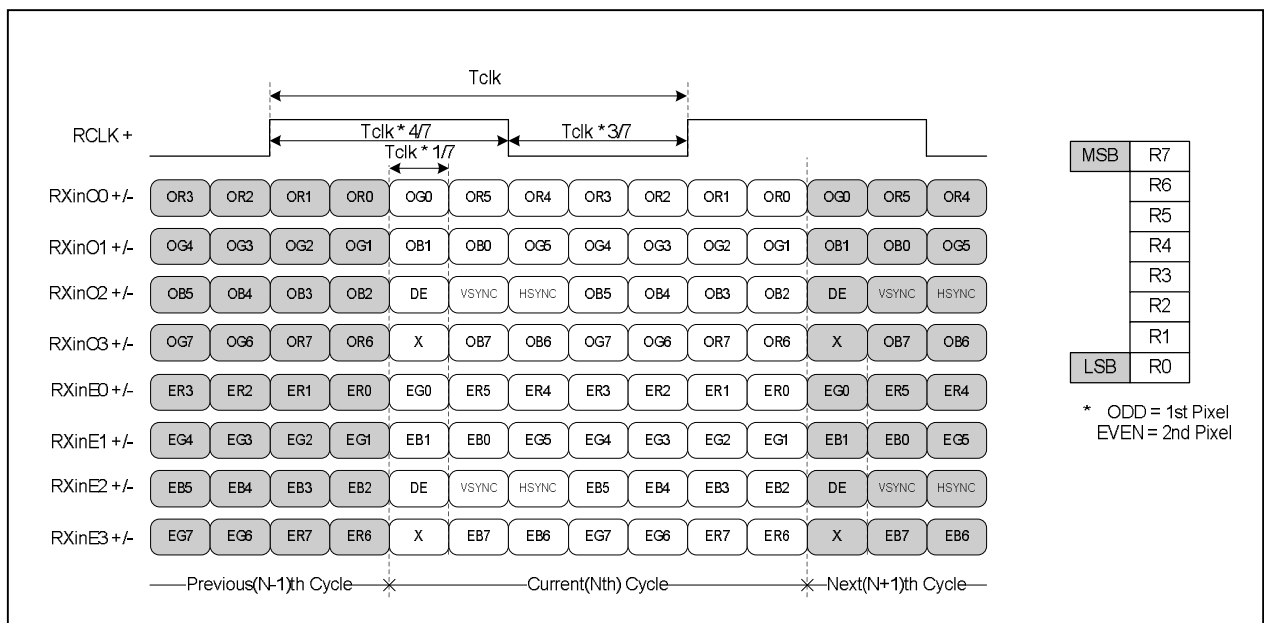 Tclk
RCLK +
Tclk * 4/7
Tclk * 3/7
Tclk * 1/7
RXinO0 +/- OR3 OR2 OR1 OR0 OG0 OR5 OR4 OR3 OR2 OR1 OR0 OG0 OR5 OR4
RXinO1 +/- OG4 OG3 OG2 OG1 OB1 OB0 OG5 OG4 OG3 OG2 OG1 OB1 OB0 OG5
RXinO2 +/- OB5 OB4 OB3 OB2 DE VSYNC HSYNC OB5 OB4 OB3 OB2 DE VSYNC HSYNC
RXinO3 +/- OG7 OG6 OR7 OR6 X OB7 OB6 OG7 OG6 OR7 OR6 X OB7 OB6
RXinE0 +/- ER3 ER2 ER1 ER0 EG0 ER5 ER4 ER3 ER2 ER1 ER0 EG0 ER5 ER4
RXinE1 +/- EG4 EG3 EG2 EG1 EB1 EB0 EG5 EG4 EG3 EG2 EG1 EB1 EB0 EG5
RXinE2 +/- EB5 EB4 EB3 EB2 DE VSYNC HSYNC EB5 EB4 EB3 EB2 DE VSYNC HSYNC
RXinE3 +/- EG7 EG6 ER7 ER6 X EB7 EB6 EG7 EG6 ER7 ER6 X EB7 EB6
Previous(N-1)th Cycle Current(Nth) Cycle Next(N+1)th Cycle
MSB R7
R6
R5
R4
R3
R2
R1
LSB R0
* ODD = 1st Pixel
EVEN = 2nd Pixel